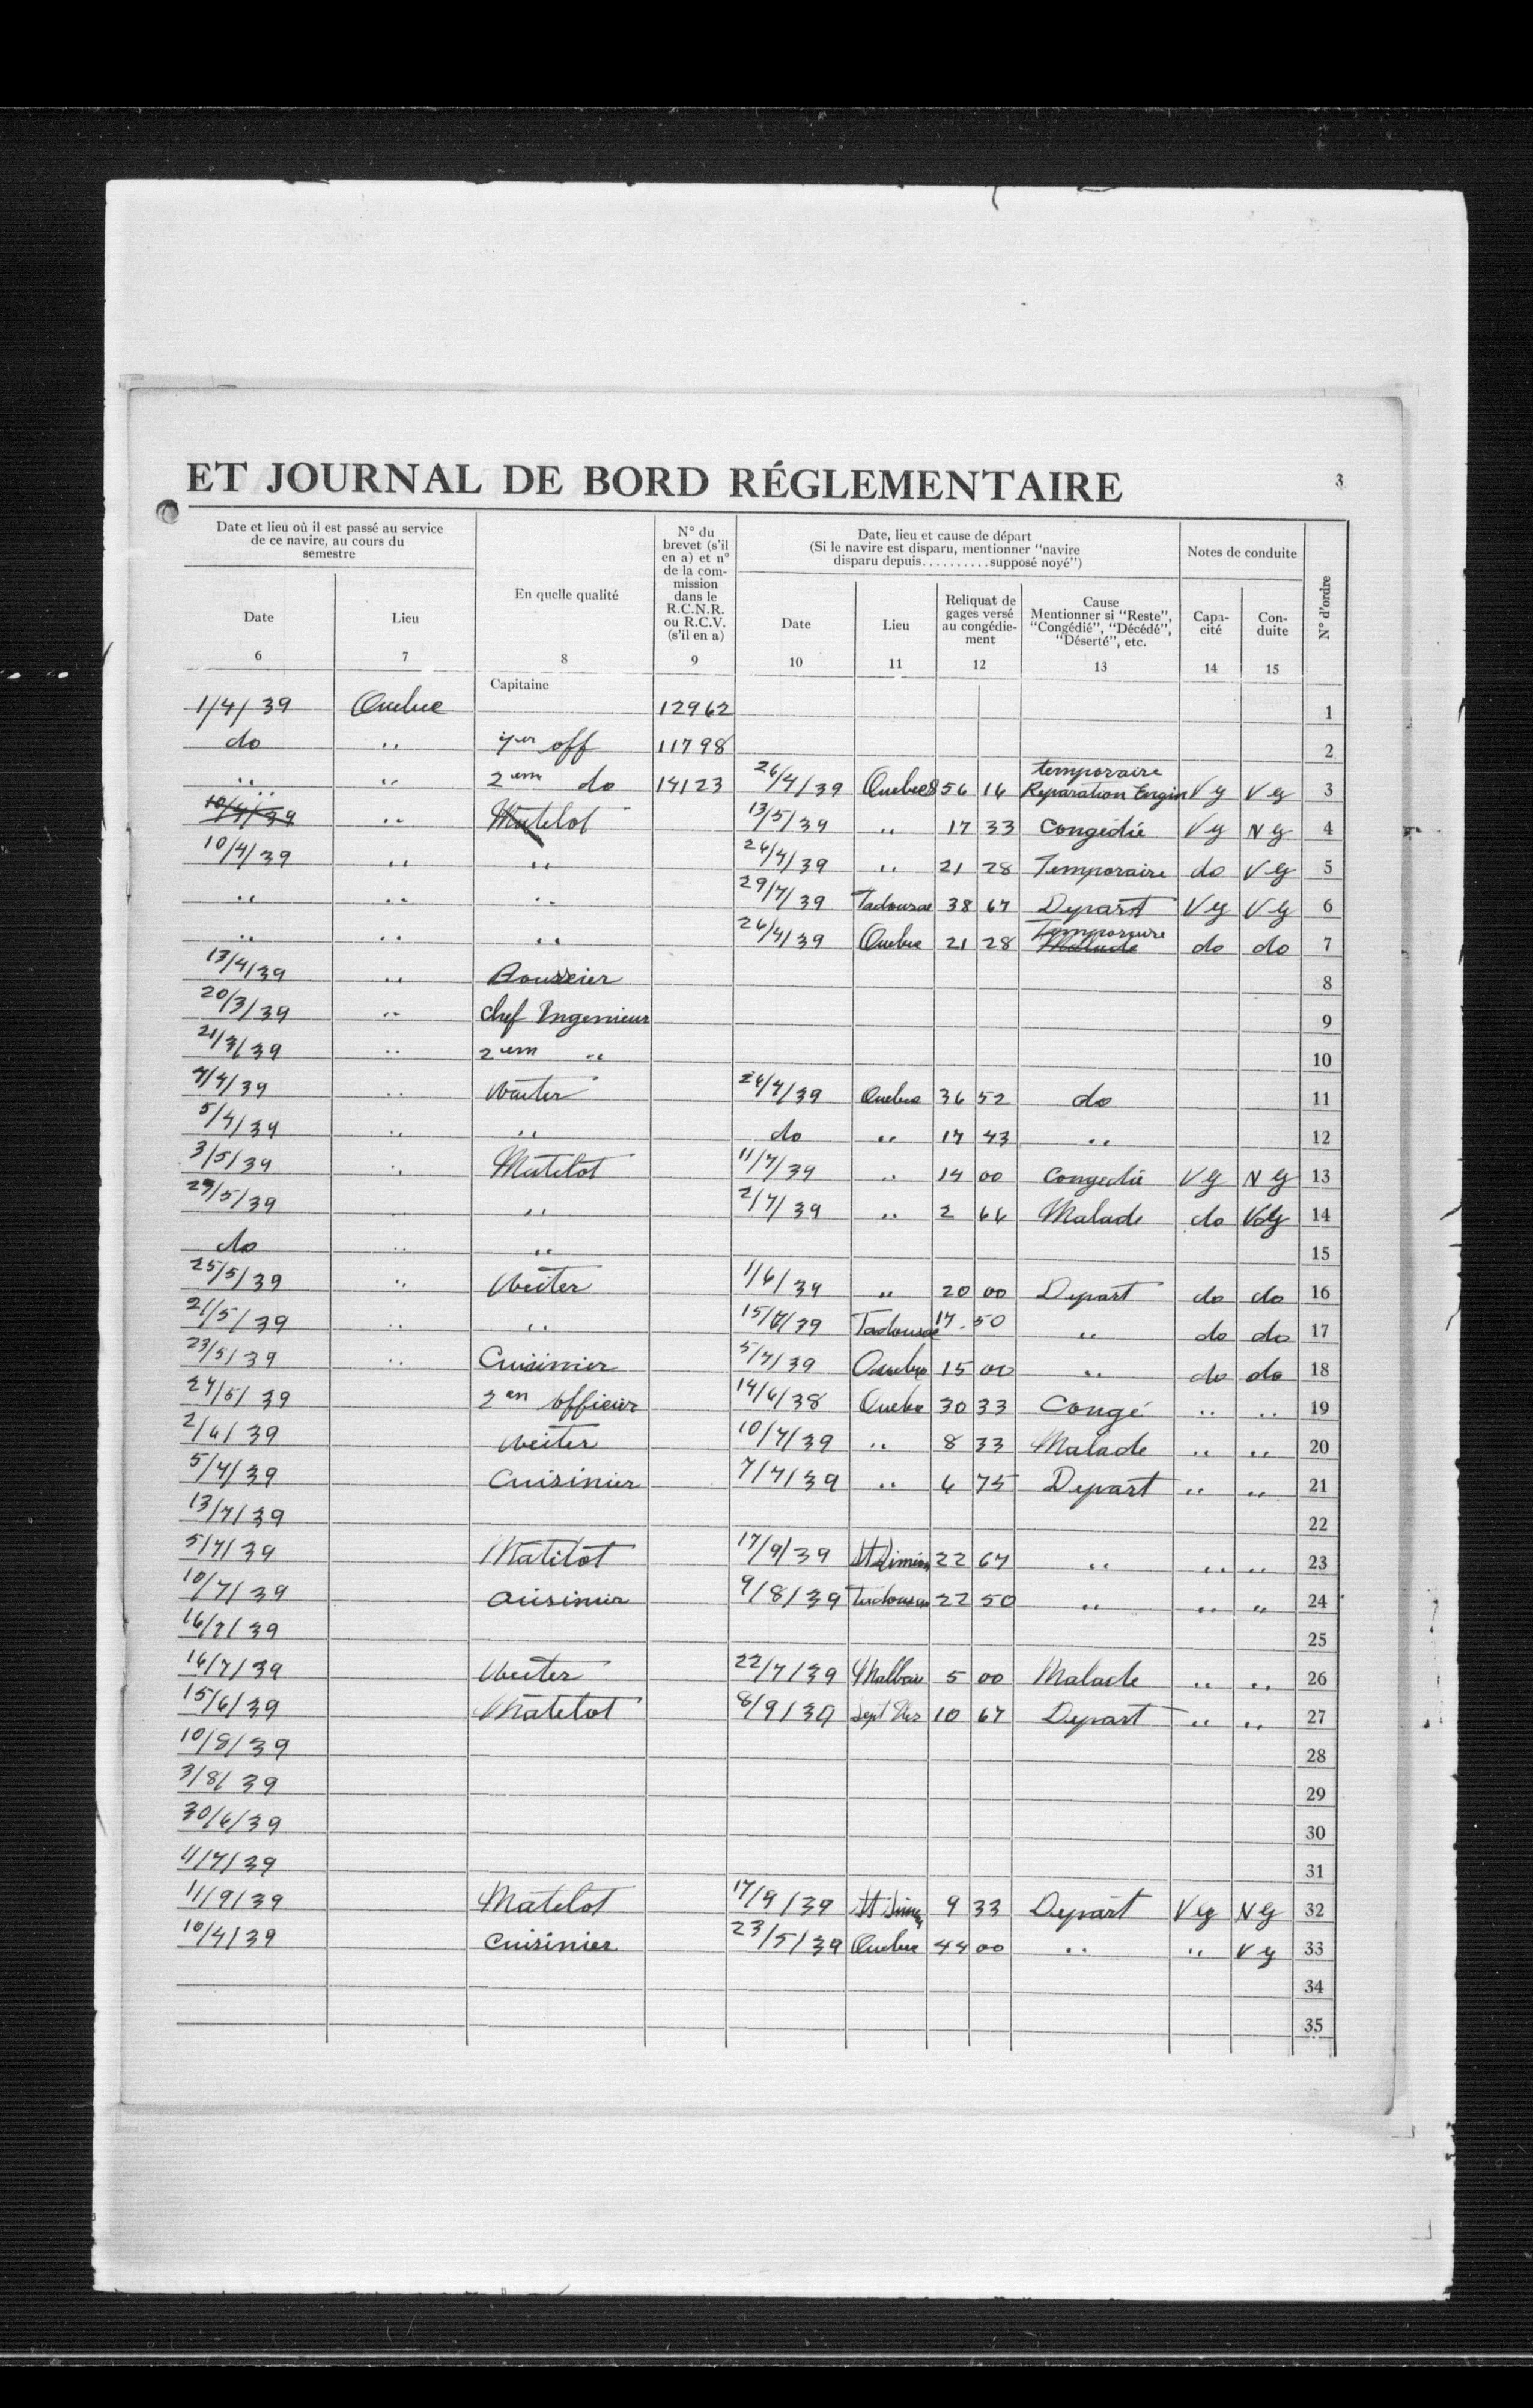 ET JOURNAL DE BORD RÉGLEMENTAIRE 3
Date et lieu où il est passé au service de ce navire, au cours du semestre
En quelle qualité
N° du brevet (s'il en a) et n° de la commission dans le R.C.N.R. ou R.C.V. (s'il en a)
Date, lieu et cause de départ (Si le navire est disparu, mentionner "navire disparu depuis..........supposé noyé")
Notes de conduite
N° d'ordre
Date Lieu Date Lieu
Reliquat de gages versé au congédiement
Cause Mentionner si "Reste", "Congédié", "Décédé", "Déserté", etc.
Capacité Conduite
6 7 8 9 10 11 12 13 14 15
1/4/39 Quebec Capitaine 12962 1
do " 1er off 11798 2
" " 2em do 14123 26/4/39 Quebec 856 16 temporaire Reparation Engin Vg Vg 3
10/4/39 " Matelot 13/5/39 " 17 33 Congedié Vg Ng 4
10/4/39 " " 26/4/39 " 21 28 Temporaire do Vg 5
" " " 29/7/39 Tadousac 38 67 Depart Vg Vg 6
" " " 26/4/39 Quebec 21 28 Temporaire Malade do do 7
13/4/39 " 8
20/3/39 " Chef Ingenieur 9
21/3/39 " 2em " 10
" Waiter 26/4/39 Quebec 36 52 do 11
5/4/39 " " do " 17 43 " 12
3/5/39 " Matelot 11/7/39 " 14 00 Congedié Vg Ng 13
29/5/39 " " 2/7/39 " 2 66 Malade do Vg 14
do " " 15
25/5/39 " Weiter 1/6/39 " 20 00 Depart do do 16
21/5/39 " " Tadousac 17.50 " do do 17
23/5/39 " Cuisinier 5/7/39 Quebec 15 00 " do do 18
24/5/39 2en officier 14/6/38 Quebec 30 33 Congé " " 19
2/6/39 Weiter 10/7/39 " 8 33 Malade " " 20
5/7/39 Cuisinier 7/7/39 " 6 75 Depart " " 21
13/7/39 22
5/7/39 Matelot 17/9/39 22 67 " " " 23
10/7/39 Cuisinier 9/8/39 Tadousac 22 50 " " " 24
16/7/39 25
16/7/39 Weiter 22/7/39 Malbaie 5 00 Malade " " 26
15/6/39 Matelot 8/9/39 Sept Iles 10 67 Depart " " 27
10/8/39 28
3/8/39 29
30/6/39 30
31
11/9/39 Matelot 17/9/39 9 33 Depart Vg Ng 32
10/4/39 Cuisinier 23/5/39 Quebec 44 00 " " Vg 33
34
35